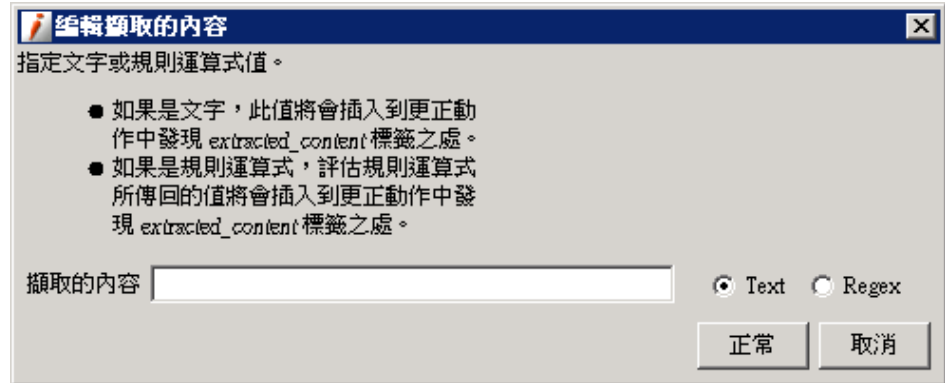 編輯擷取的內容
指定文字或規則運算式值。
● 如果是文字，此值將會插入到更正動
作中發現 extracted_content 標籤之處。
● 如果是規則運算式，評估規則運算式
所傳回的值將會插入到更正動作中發
現 extracted_content 標籤之處。
擷取的內容 Text Regex
正常 取消